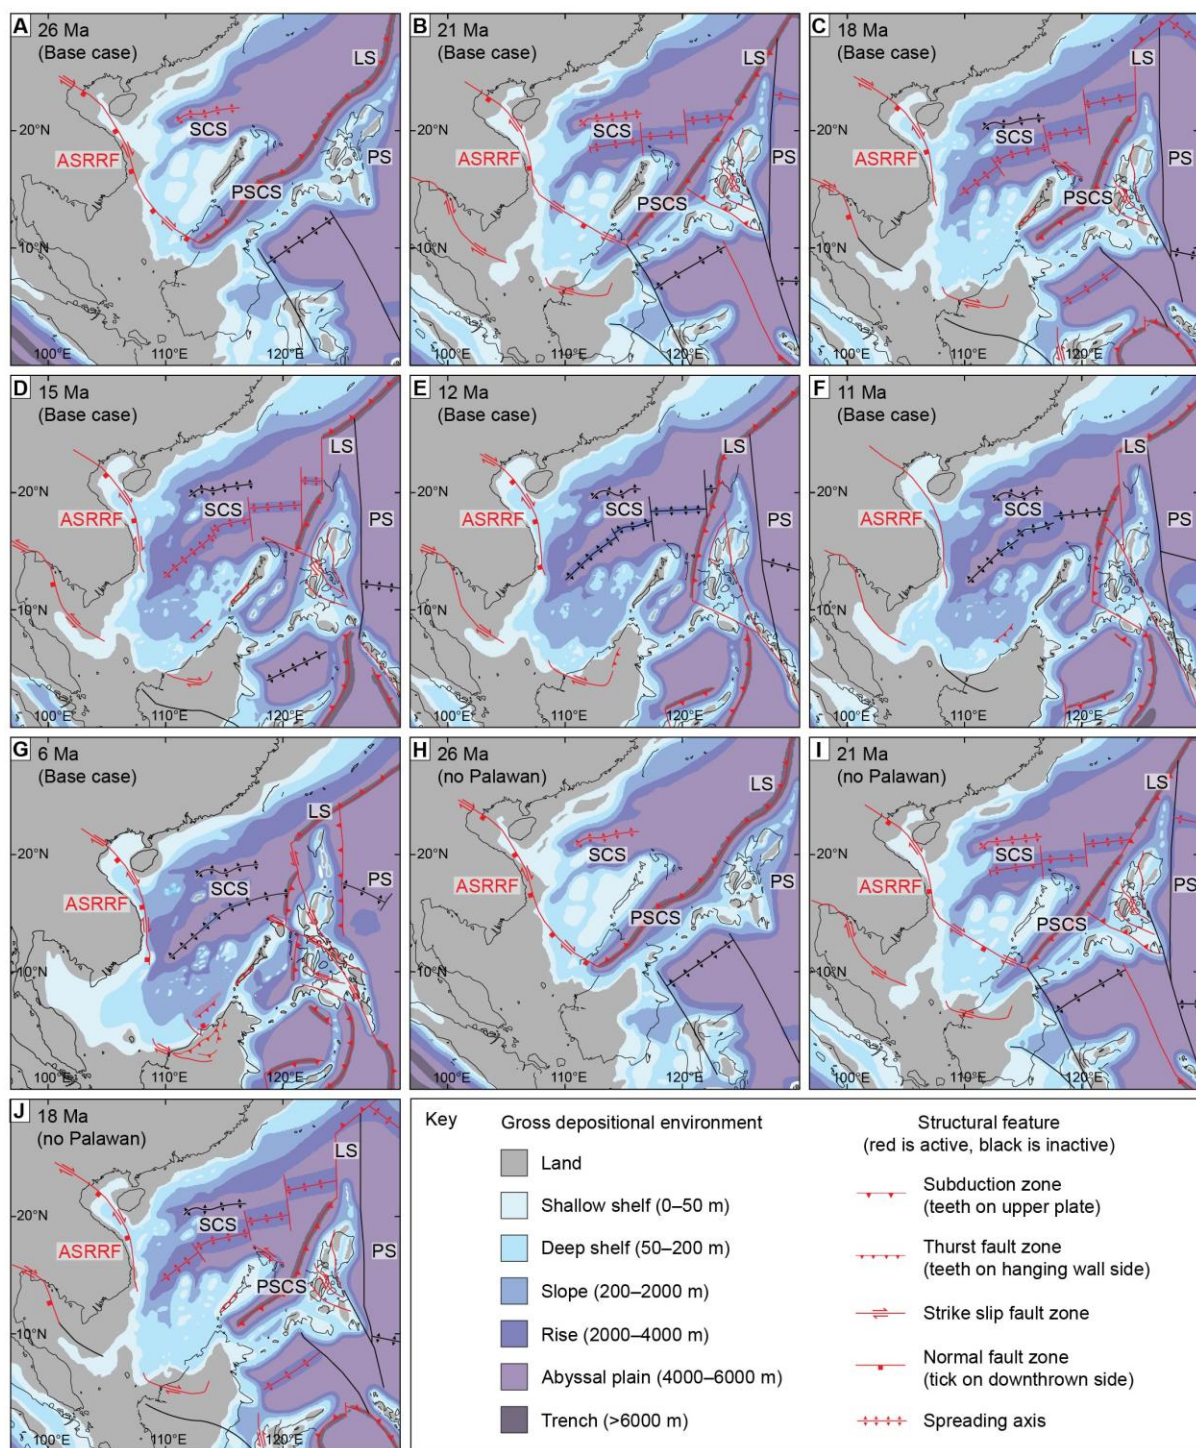 A
26 Ma
(Base case)
LS
SCS
ASRRF
PS
PSCS
20°N
10°N
100°E
110°E
120°E
B
21 Ma
(Base case)
LS
SCS
ASRRF
PS
PSCS
20°N
10°N
100°E
110°E
120°E
C
18 Ma
(Base case)
LS
SCS
ASRRF
PS
PSCS
20°N
10°N
100°E
110°E
120°E
D
15 Ma
(Base case)
LS
SCS
ASRRF
PS
20°N
10°N
100°E
110°E
120°E
E
12 Ma
(Base case)
LS
SCS
ASRRF
PS
20°N
10°N
100°E
110°E
120°E
F
11 Ma
(Base case)
LS
SCS
ASRRF
PS
20°N
10°N
100°E
110°E
120°E
G
6 Ma
(Base case)
LS
SCS
ASRRF
PS
20°N
10°N
100°E
110°E
120°E
H
26 Ma
(no Palawan)
LS
SCS
ASRRF
PS
PSCS
20°N
10°N
100°E
110°E
120°E
I
21 Ma
(no Palawan)
LS
SCS
ASRRF
PS
PSCS
20°N
10°N
100°E
110°E
120°E
J
18 Ma
(no Palawan)
LS
SCS
ASRRF
PS
PSCS
20°N
10°N
100°E
110°E
120°E
Key
Gross depositional environment
Land
Shallow shelf (0–50 m)
Deep shelf (50–200 m)
Slope (200–2000 m)
Rise (2000–4000 m)
Abyssal plain (4000–6000 m)
Trench (>6000 m)
Structural feature
(red is active, black is inactive)
Subduction zone
(teeth on upper plate)
Thurst fault zone
(teeth on hanging wall side)
Strike slip fault zone
Normal fault zone
(tick on downthrown side)
Spreading axis